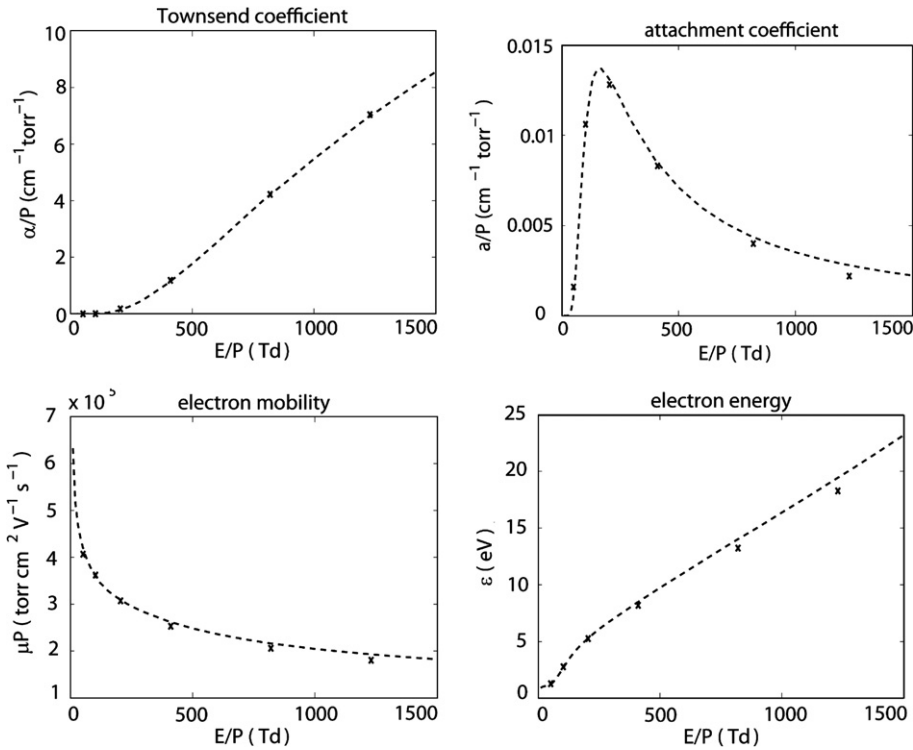 Townsend coefficient
10
8
6
4
2
0
α/P (cm⁻¹torr⁻¹)
0 500 1000 1500
E/P ( Td )
attachment coefficient
0.015
0.01
0.005
0
a/P (cm⁻¹ torr⁻¹)
0 500 1000 1500
E/P ( Td )
x 10⁵
electron mobility
7
6
5
4
3
2
1
μP ( torr cm ² V⁻¹ s⁻¹ )
0 500 1000 1500
E/P ( Td )
electron energy
25
20
15
10
5
0
ε ( eV )
0 500 1000 1500
E/P ( Td )